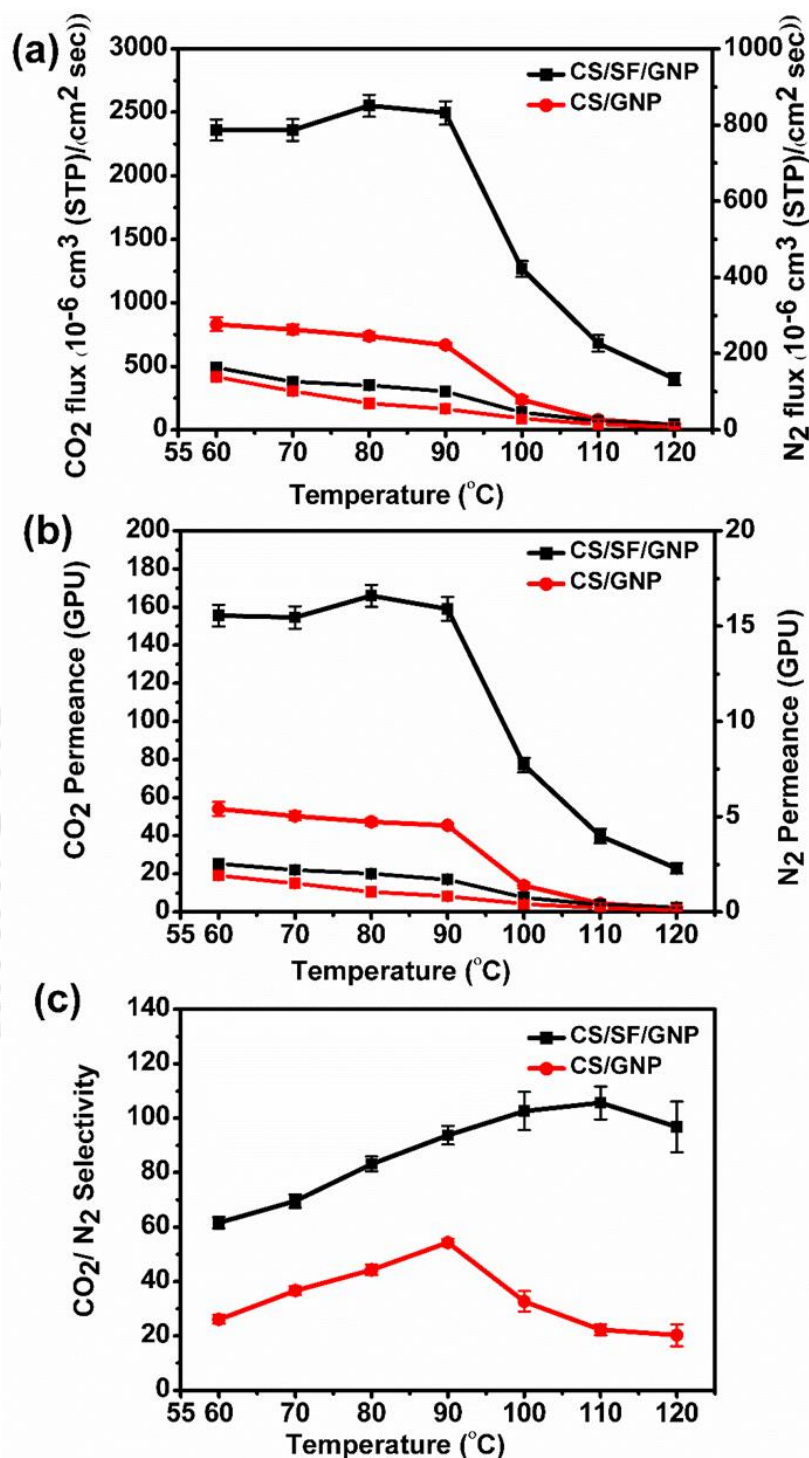 (a)
CO2 flux (10-6 cm3 (STP)/(cm2 sec))
3000
2500
2000
1500
1000
500
0
CS/SF/GNP
CS/GNP
1000
800
600
400
200
0
N2 flux (10-6 cm3 (STP)/(cm2 sec))
55 60 70 80 90 100 110 120
Temperature (°C)
(b)
CO2 Permeance (GPU)
200
180
160
140
120
100
80
60
40
20
0
CS/SF/GNP
CS/GNP
20
15
10
5
0
N2 Permeance (GPU)
55 60 70 80 90 100 110 120
Temperature (°C)
(c)
CO2/ N2 Selectivity
140
120
100
80
60
40
20
0
CS/SF/GNP
CS/GNP
55 60 70 80 90 100 110 120
Temperature (°C)